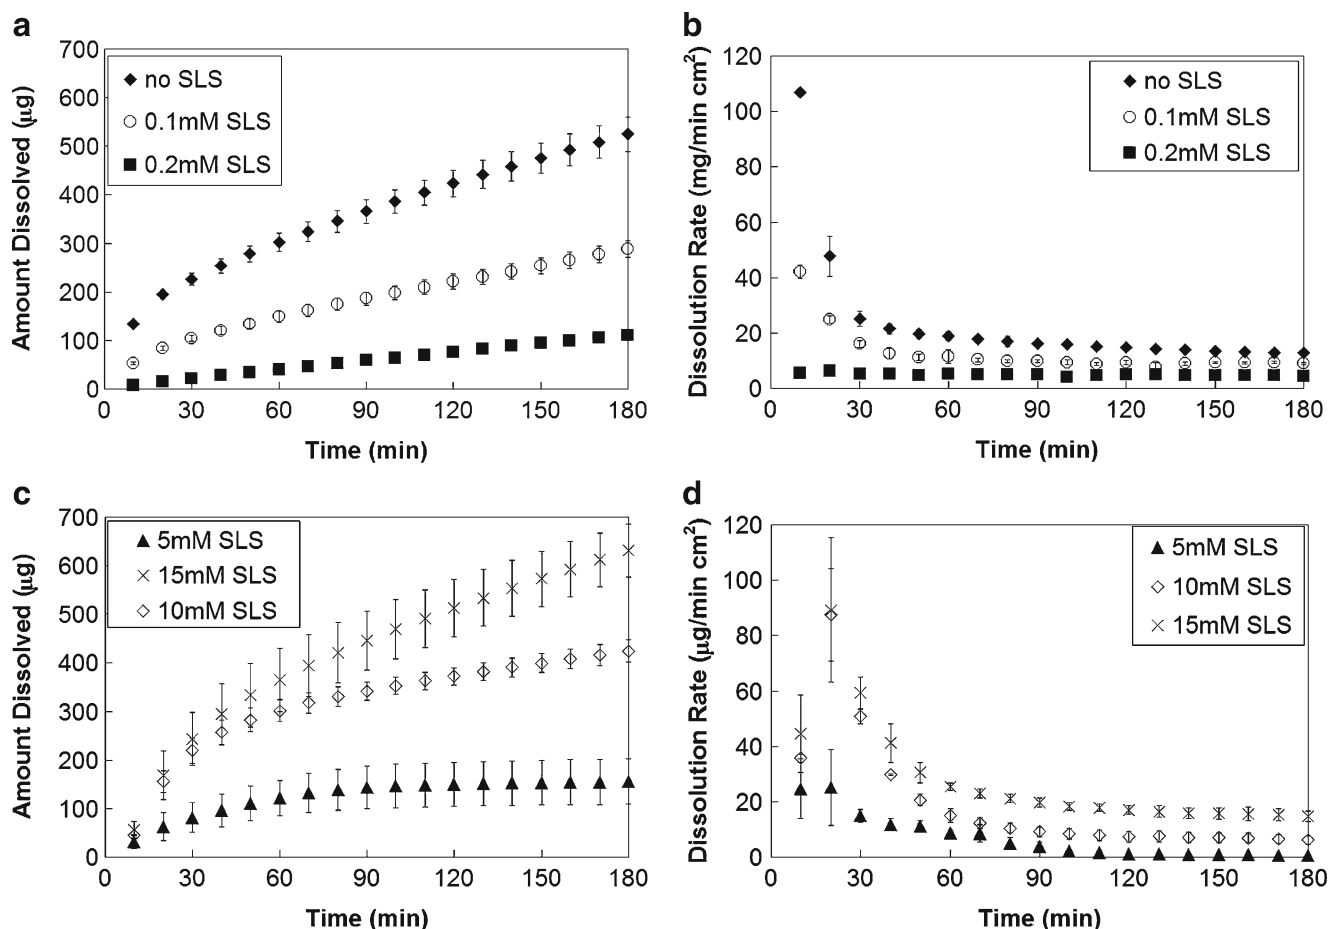 a
700
600
500
400
300
200
100
0
Amount Dissolved (μg)
no SLS
0.1mM SLS
0.2mM SLS
0 30 60 90 120 150 180
Time (min)
b
120
100
80
60
40
20
0
Dissolution Rate (mg/min cm²)
no SLS
0.1mM SLS
0.2mM SLS
0 30 60 90 120 150 180
Time (min)
c
700
600
500
400
300
200
100
0
Amount Dissolved (μg)
5mM SLS
15mM SLS
10mM SLS
0 30 60 90 120 150 180
Time (min)
d
120
100
80
60
40
20
0
Dissolution Rate (μg/min cm²)
5mM SLS
10mM SLS
15mM SLS
0 30 60 90 120 150 180
Time (min)